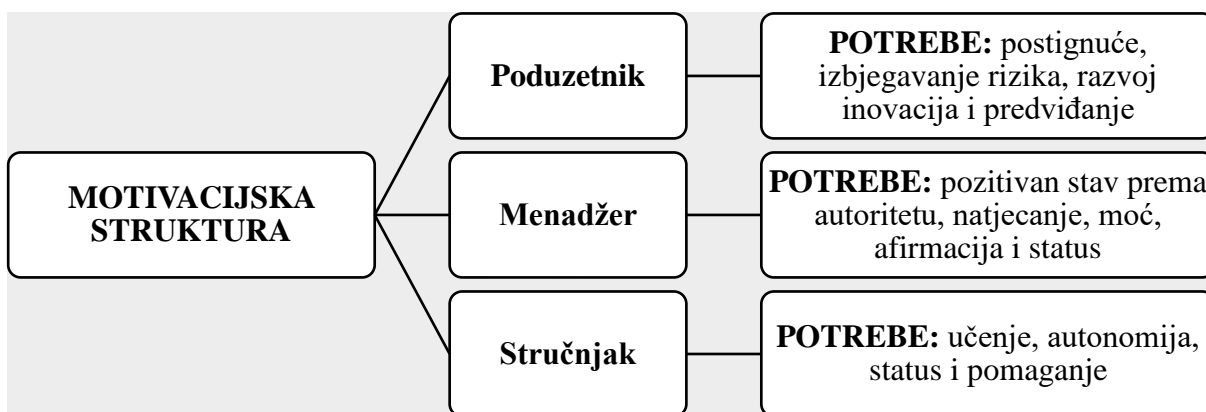 MOTIVACIJSKA
STRUKTURA
Poduzetnik
POTREBE: postignuće,
izbjegavanje rizika, razvoj
inovacija i predviđanje
Menadžer
POTREBE: pozitivan stav prema
autoritetu, natjecanje, moć,
afirmacija i status
Stručnjak
POTREBE: učenje, autonomija,
status i pomaganje